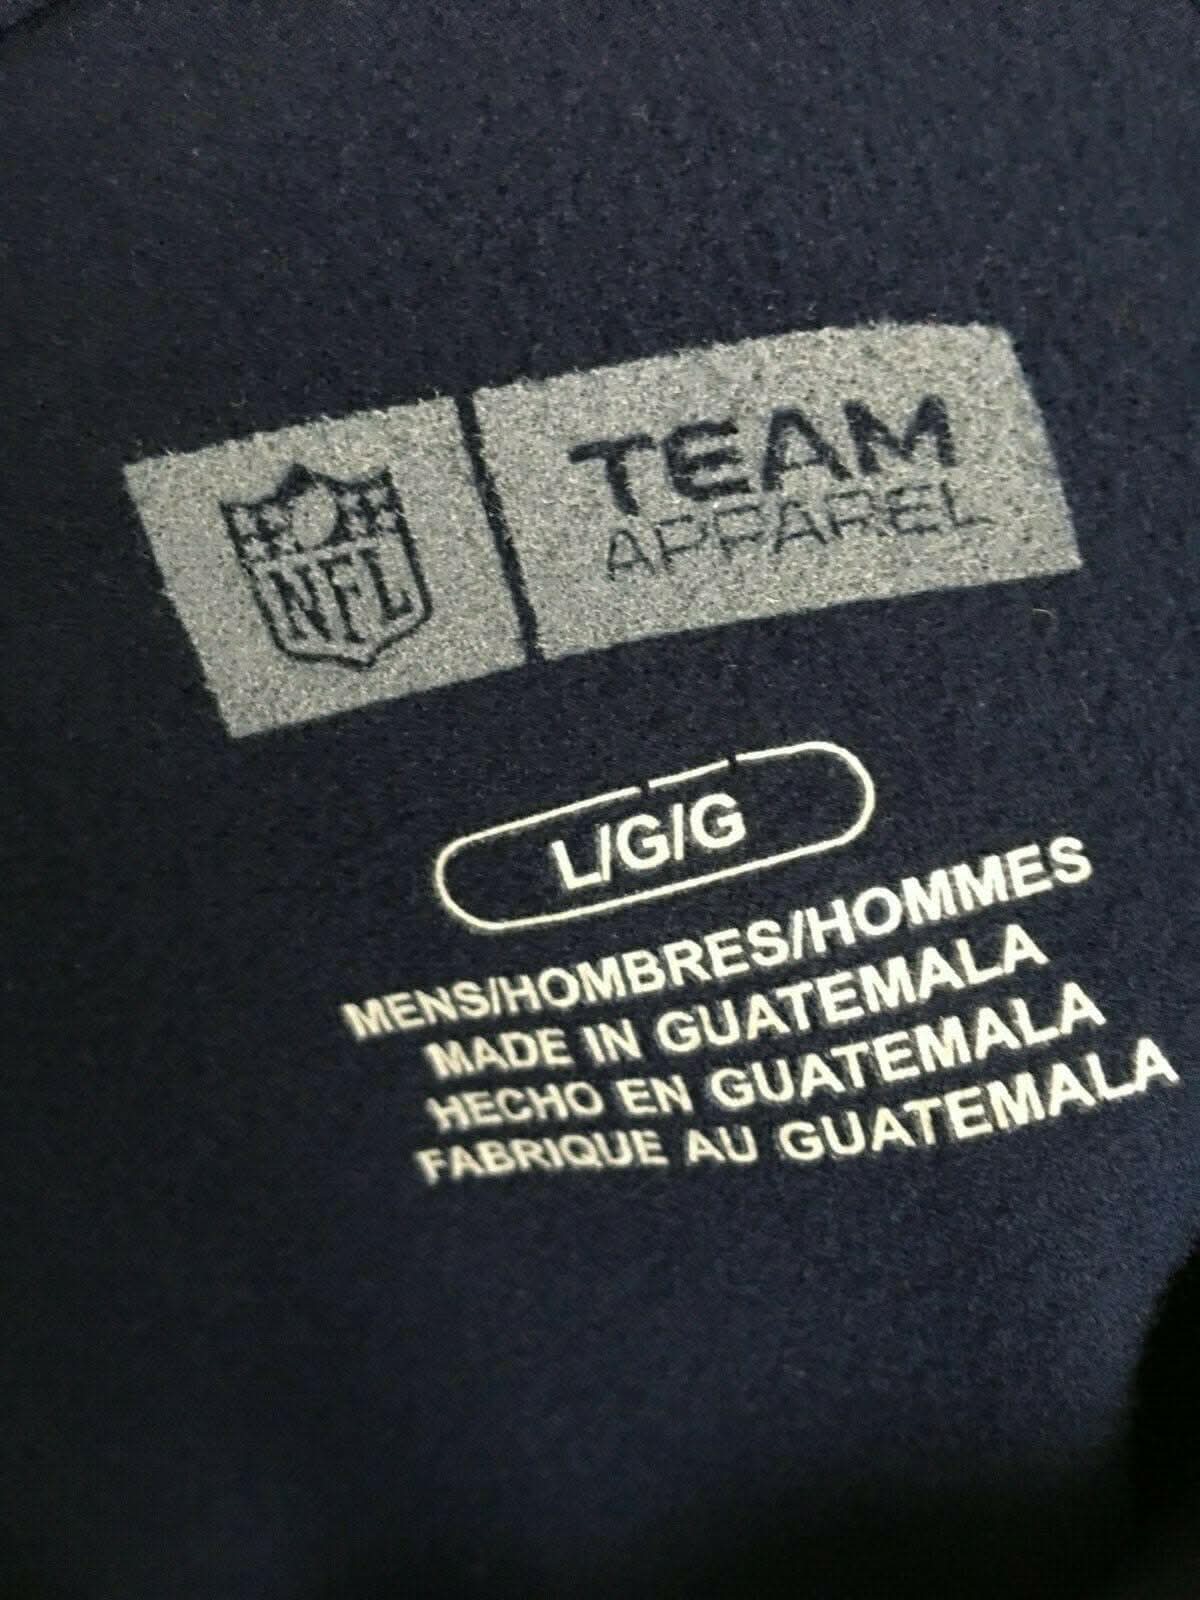 NFL
TEAM
APPAREL
L/G/G
MENS/HOMBRES/HOMMES
MADE IN GUATEMALA
HECHO EN GUATEMALA
FABRIQUE AU GUATEMALA